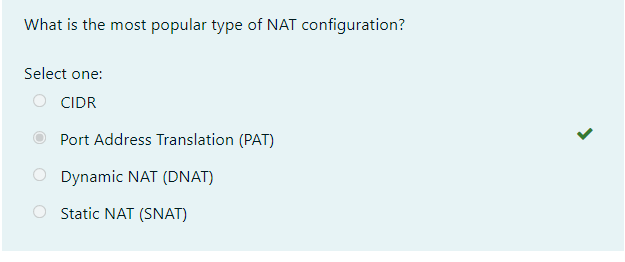 What is the most popular type of NAT configuration?
Select one:
CIDR
Port Address Translation (PAT)
Dynamic NAT (DNAT)
Static NAT (SNAT)